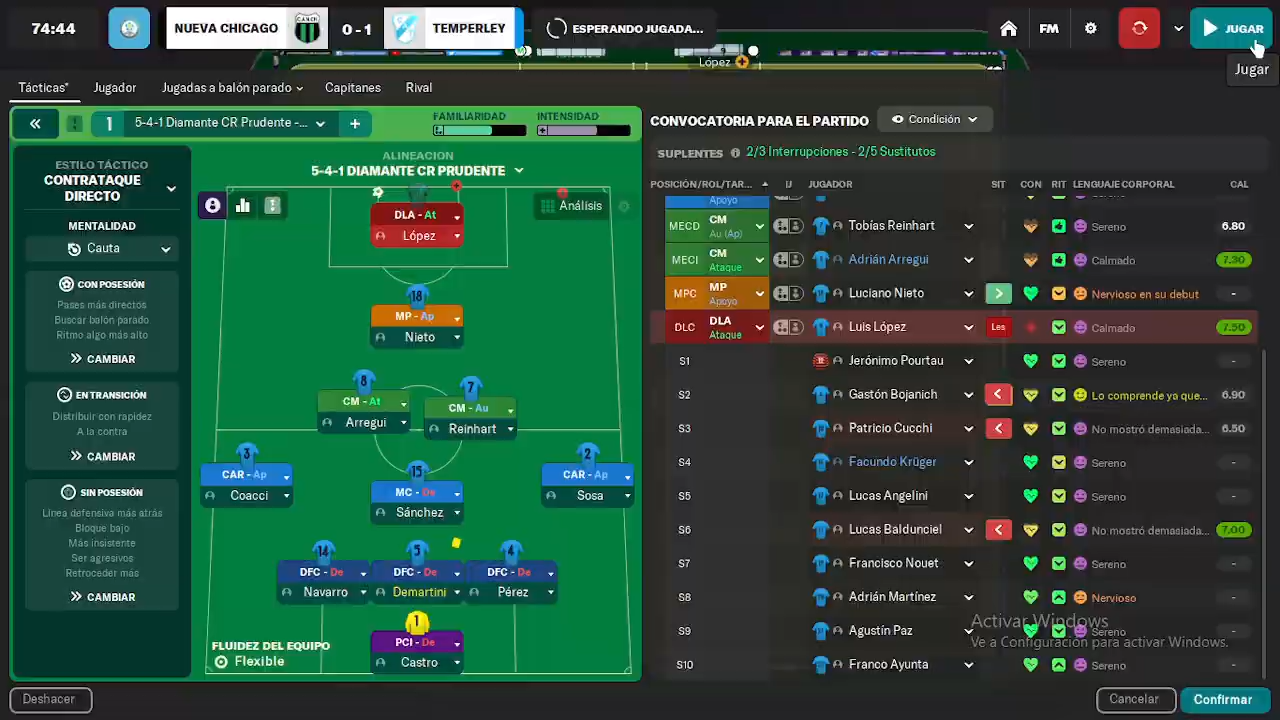 74:44
NUEVA CHICAGO
0 - 1
TEMPERLEY
ESPERANDO JUGADA...
FM
JUGAR
López
Jugar
Tácticas*
Jugador
Jugadas a balón parado
Capitanes
Rival
1
5-4-1 Diamante CR Prudente -...
FAMILIARIDAD
INTENSIDAD
CONVOCATORIA PARA EL PARTIDO
Condición
ESTILO TÁCTICO
CONTRAATAQUE
DIRECTO
MENTALIDAD
Cauta
CON POSESIÓN
Pases más directos
Buscar balón parado
Ritmo algo más alto
CAMBIAR
EN TRANSICIÓN
Distribuir con rapidez
A la contra
CAMBIAR
SIN POSESIÓN
Línea defensiva más atrás
Bloque bajo
Más insistente
Ser agresivos
Retroceder más
CAMBIAR
ALINEACION
5-4-1 DIAMANTE CR PRUDENTE
Análisis
DLA - At
López
18
MP - Ap
Nieto
8
CM - At
Arregui
7
CM - Au
Reinhart
3
CAR - Ap
Coacci
15
MC - De
Sánchez
2
CAR - Ap
Sosa
14
DFC - De
Navarro
5
DFC - De
Demartini
4
DFC - De
Pérez
1
PCI - De
Castro
FLUIDEZ DEL EQUIPO
Flexible
SUPLENTES 2/3 Interrupciones - 2/5 Sustitutos
POSICIÓN/ROL/TAR... IJ JUGADOR SIT CON RIT LENGUAJE CORPORAL CAL
Apoyo Sereno
MECD CM Au (Ap) Tobías Reinhart Sereno 6.80
MECI CM Ataque Adrián Arregui Calmado 7.30
MPC MP Apoyo Luciano Nieto Nervioso en su debut -
DLC DLA Ataque Luis López Les Calmado 7.50
S1 Jerónimo Pourtau Sereno -
S2 Gastón Bojanich Lo comprende ya que... 6.90
S3 Patricio Cucchi No mostró demasiada... 6.50
S4 Facundo Krüger Sereno -
S5 Lucas Angelini Sereno -
S6 Lucas Baldunciel No mostró demasiada... 7.00
S7 Francisco Nouet Sereno -
S8 Adrián Martínez Nervioso -
S9 Agustín Paz Sereno -
S10 Franco Ayunta Sereno -
Activar Windows
Ve a Configuración para activar Windows.
Deshacer
Cancelar
Confirmar